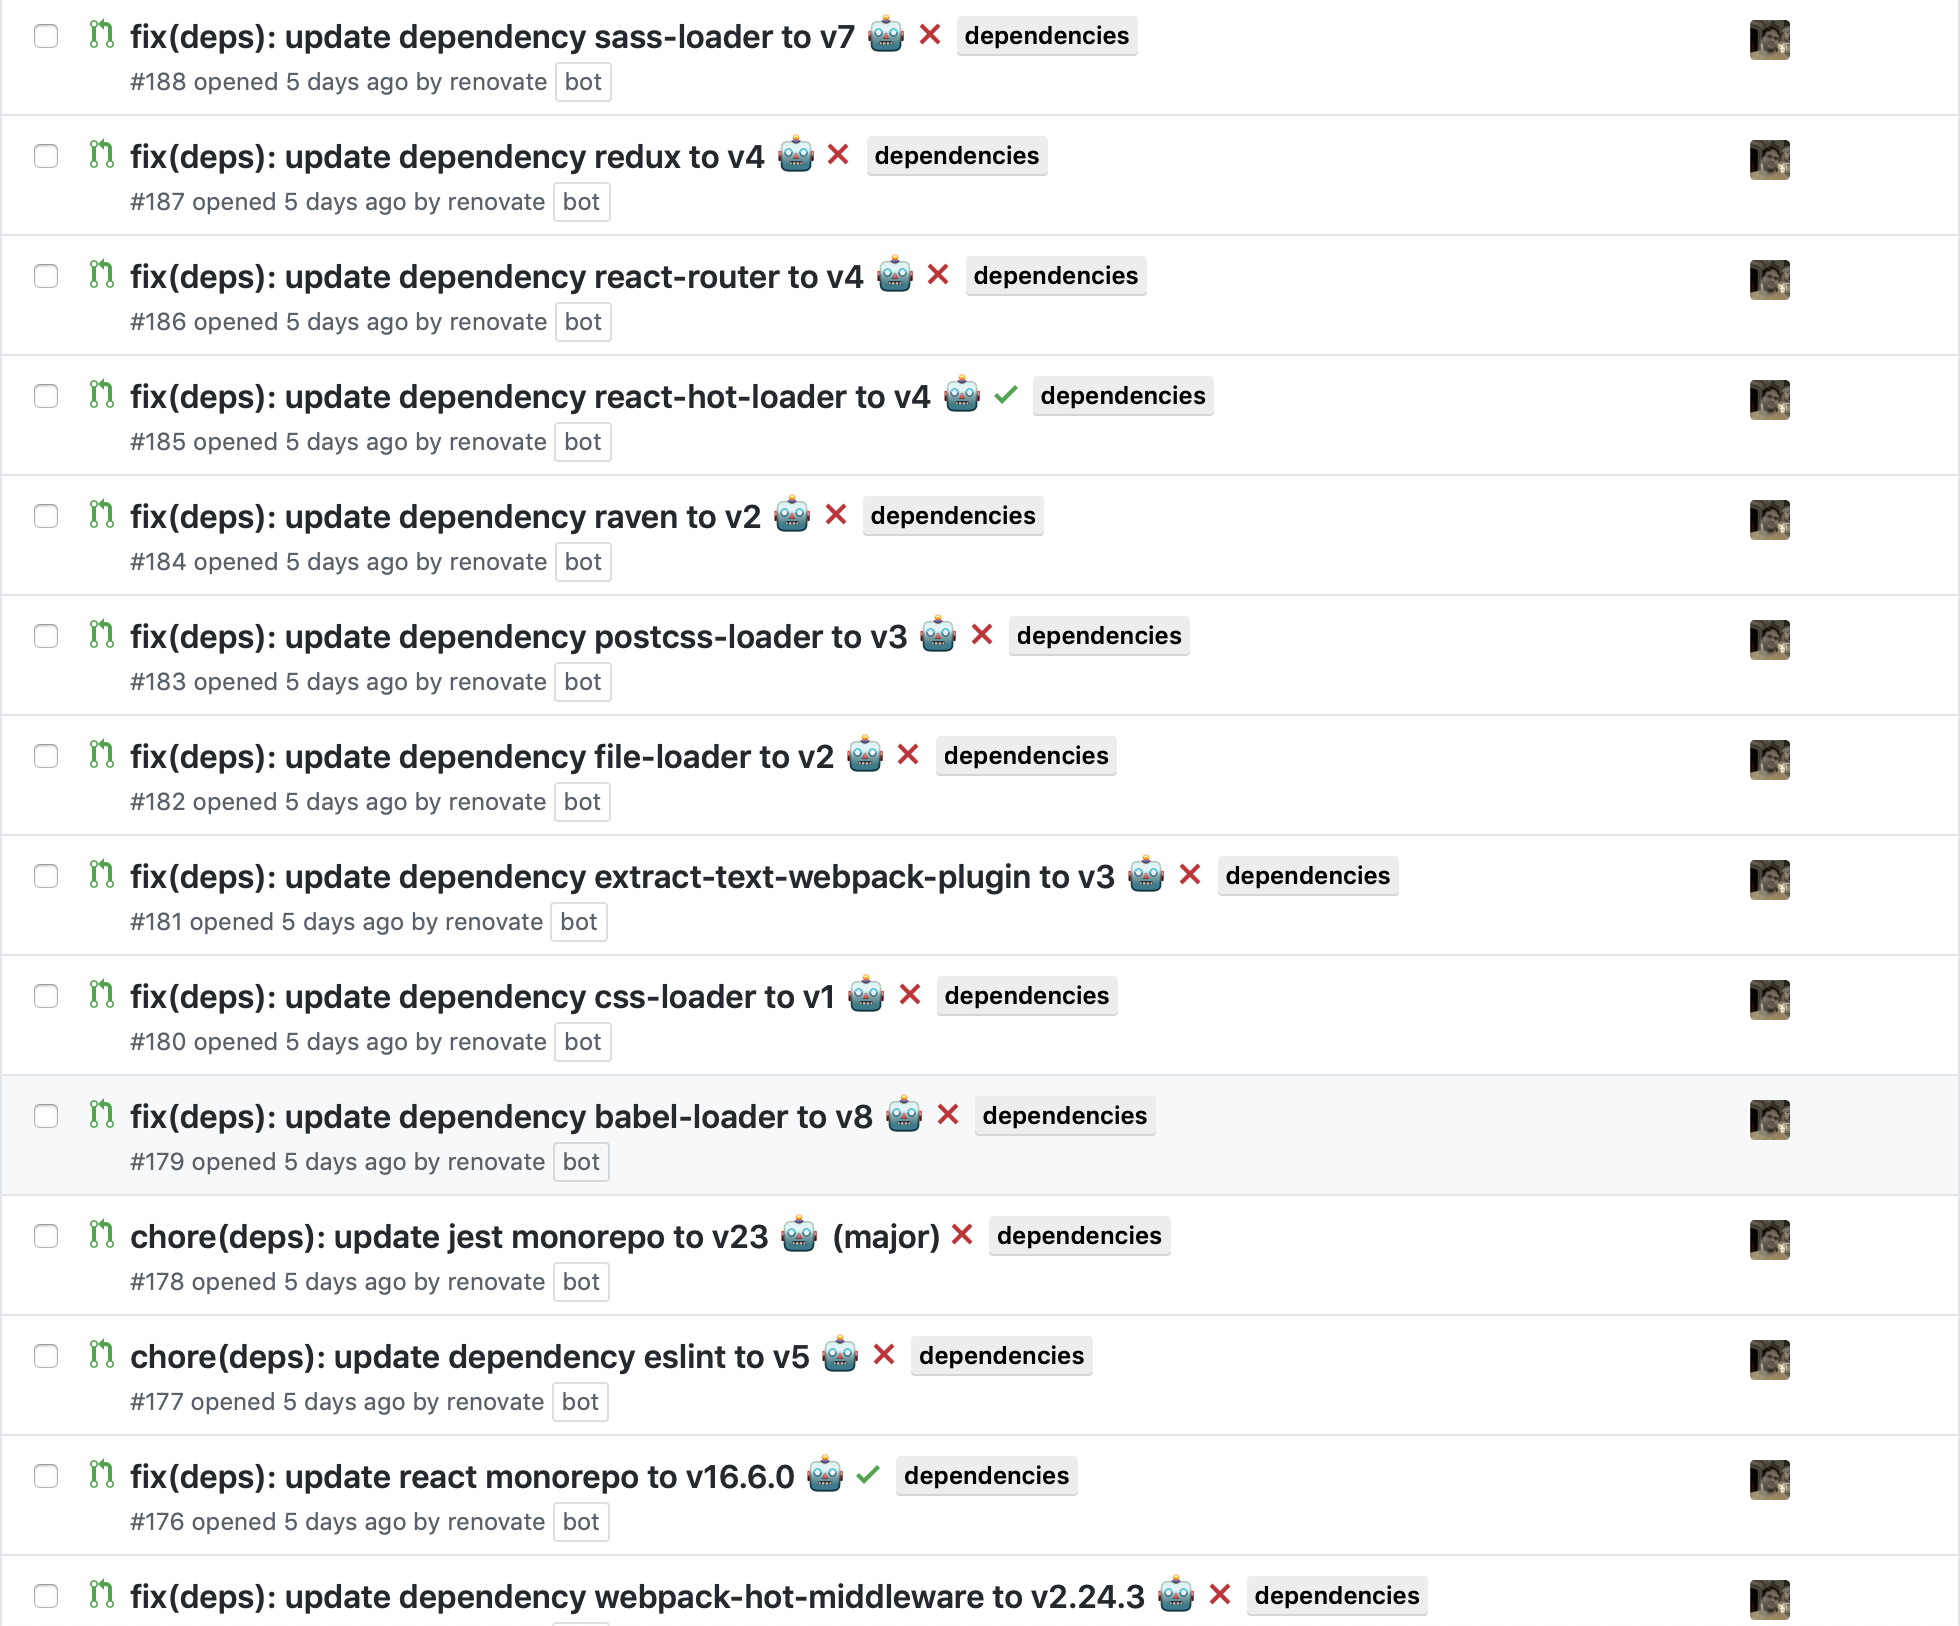 fix(deps): update dependency sass-loader to v7 🤖 ✕ dependencies
#188 opened 5 days ago by renovate bot
fix(deps): update dependency redux to v4 🤖 ✕ dependencies
#187 opened 5 days ago by renovate bot
fix(deps): update dependency react-router to v4 🤖 ✕ dependencies
#186 opened 5 days ago by renovate bot
fix(deps): update dependency react-hot-loader to v4 🤖 ✓ dependencies
#185 opened 5 days ago by renovate bot
fix(deps): update dependency raven to v2 🤖 ✕ dependencies
#184 opened 5 days ago by renovate bot
fix(deps): update dependency postcss-loader to v3 🤖 ✕ dependencies
#183 opened 5 days ago by renovate bot
fix(deps): update dependency file-loader to v2 🤖 ✕ dependencies
#182 opened 5 days ago by renovate bot
fix(deps): update dependency extract-text-webpack-plugin to v3 🤖 ✕ dependencies
#181 opened 5 days ago by renovate bot
fix(deps): update dependency css-loader to v1 🤖 ✕ dependencies
#180 opened 5 days ago by renovate bot
fix(deps): update dependency babel-loader to v8 🤖 ✕ dependencies
#179 opened 5 days ago by renovate bot
chore(deps): update jest monorepo to v23 🤖 (major) ✕ dependencies
#178 opened 5 days ago by renovate bot
chore(deps): update dependency eslint to v5 🤖 ✕ dependencies
#177 opened 5 days ago by renovate bot
fix(deps): update react monorepo to v16.6.0 🤖 ✓ dependencies
#176 opened 5 days ago by renovate bot
fix(deps): update dependency webpack-hot-middleware to v2.24.3 🤖 ✕ dependencies